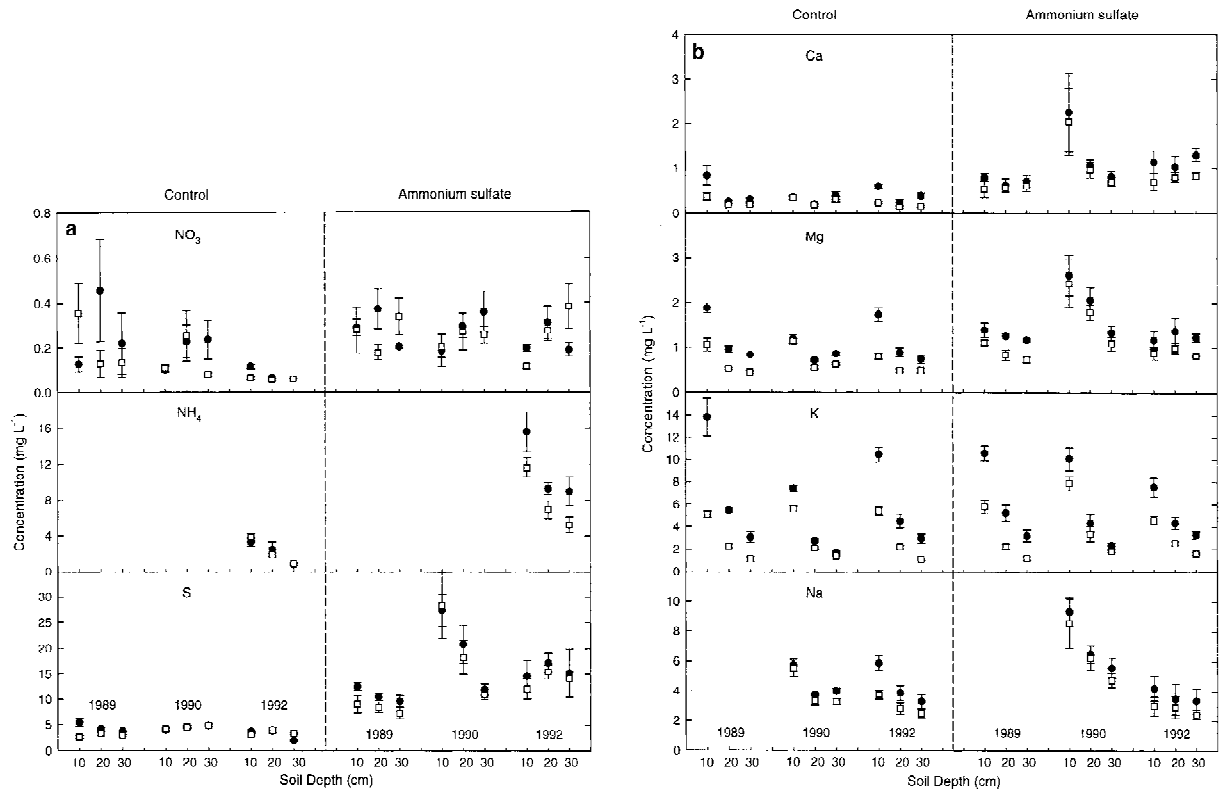 Control Ammonium sulfate
a
NO3
0.8
0.6
0.4
0.2
0.0
NH4
16
12
8
4
0
S
30
25
20
15
10
5
0
1989 1990 1992
1989 1990 1992
10 20 30 10 20 30 10 20 30 10 20 30 10 20 30 10 20 30
Soil Depth (cm)
Concentration (mg L-1)
Control Ammonium sulfate
b
Ca
4
3
2
1
0
Mg
3
2
1
0
K
14
12
10
8
6
4
2
0
Na
10
8
6
4
2
0
1989 1990 1992 1989 1990 1992
10 20 30 10 20 30 10 20 30 10 20 30 10 20 30 10 20 30
Soil Depth (cm)
Concentration (mg L-1)